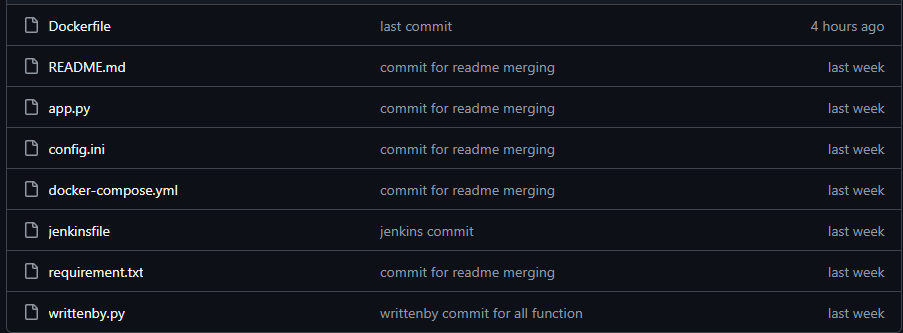 Dockerfile last commit 4 hours ago
README.md commit for readme merging last week
app.py commit for readme merging last week
config.ini commit for readme merging last week
docker-compose.yml commit for readme merging last week
jenkinsfile jenkins commit last week
requirement.txt commit for readme merging last week
writtenby.py writtenby commit for all function last week